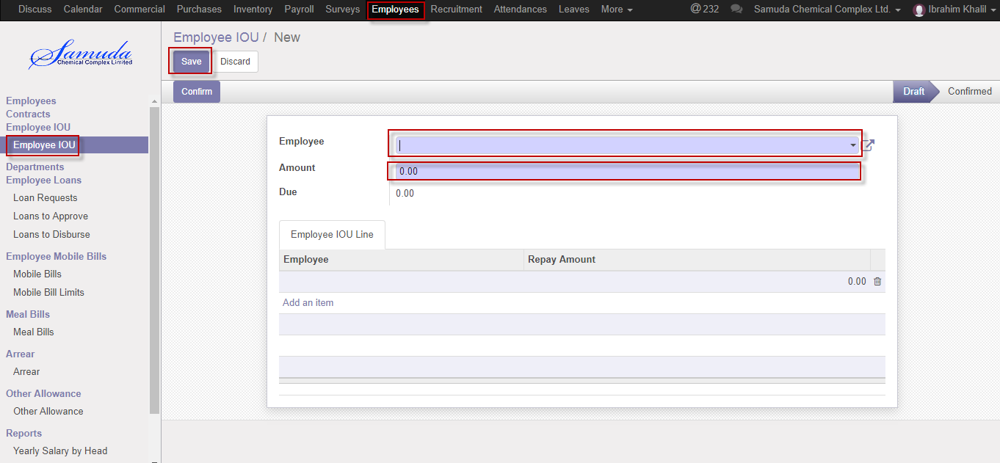 Discuss Calendar Commercial Purchases Inventory Payroll Surveys Employees Recruitment Attendances Leaves More @ 232 Samuda Chemical Complex Ltd. Ibrahim Khalil
Samuda
Chemical Complex Limited
Employee IOU / New
Save Discard
Confirm Draft Confirmed
Employees
Contracts
Employee IOU
Employee IOU
Departments
Employee Loans
Loan Requests
Loans to Approve
Loans to Disburse
Employee Mobile Bills
Mobile Bills
Mobile Bill Limits
Meal Bills
Meal Bills
Arrear
Arrear
Other Allowance
Other Allowance
Reports
Yearly Salary by Head
Employee
Amount 0.00
Due 0.00
Employee IOU Line
Employee Repay Amount
0.00
Add an item